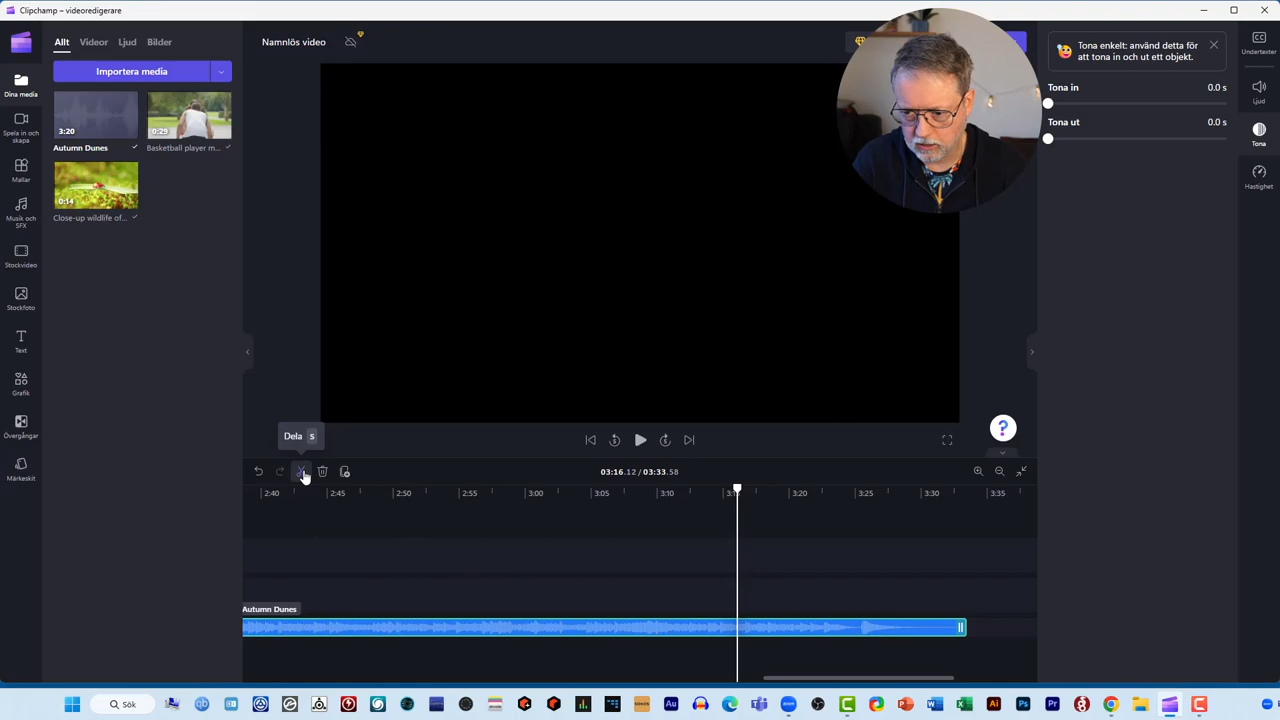 Clipchamp – videoredigerare
Allt Videor Ljud Bilder
Namnlös video
Importera media
Dina media
Spela in och
skapa
Mallar
Musik och
SFX
Stockvideo
Stockfoto
Text
Grafik
Övergångar
Märkeskit
3:20
Autumn Dunes
0:29
Basketball player m...
0:14
Close-up wildlife of...
Tona enkelt: använd detta för
att tona in och ut ett objekt.
Tona in 0.0 s
Tona ut 0.0 s
CC
Undertexter
Ljud
Tona
Hastighet
5
5
?
Dela S
03:16.12 / 03:33.58
2:40 2:45 2:50 2:55 3:00 3:05 3:10 3:20 3:25 3:30 3:35
Autumn Dunes
Sök